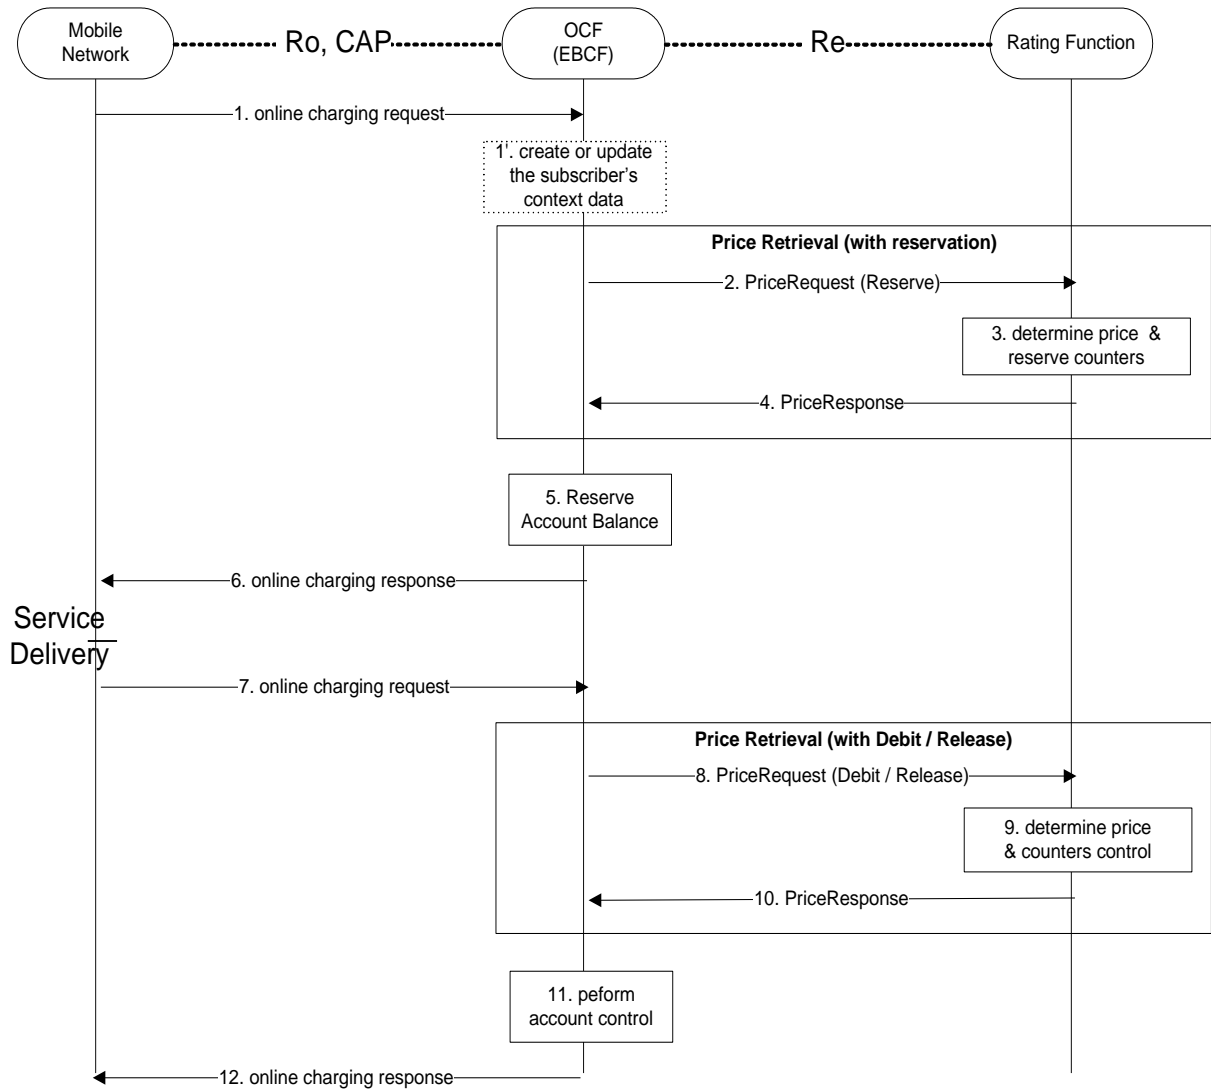 Mobile
Network
Ro, CAP
OCF
(EBCF)
Re
Rating Function
1. online charging request
1'. create or update
the subscriber's
context data
Price Retrieval (with reservation)
2. PriceRequest (Reserve)
3. determine price &
reserve counters
4. PriceResponse
5. Reserve
Account Balance
6. online charging response
Service
Delivery
7. online charging request
Price Retrieval (with Debit / Release)
8. PriceRequest (Debit / Release)
9. determine price
& counters control
10. PriceResponse
11. peform
account control
12. online charging response